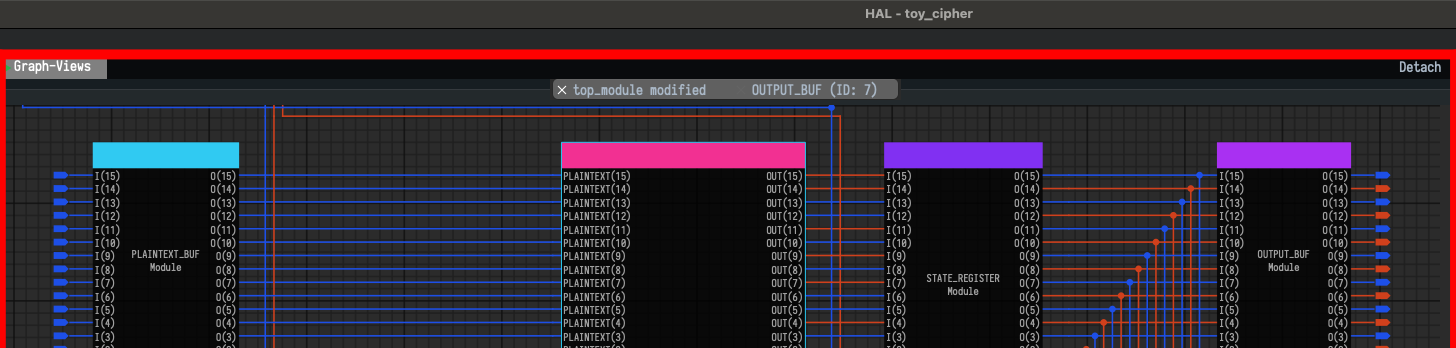 HAL - toy_cipher
Graph-Views
Detach
× top_module modified OUTPUT_BUF (ID: 7)
I(15) O(15) PLAINTEXT(15) OUT(15) I(15) O(15) I(15) O(15)
I(14) O(14) PLAINTEXT(14) OUT(14) I(14) O(14) I(14) O(14)
I(13) O(13) PLAINTEXT(13) OUT(13) I(13) O(13) I(13) O(13)
I(12) O(12) PLAINTEXT(12) OUT(12) I(12) O(12) I(12) O(12)
I(11) O(11) PLAINTEXT(11) OUT(11) I(11) O(11) I(11) O(11)
I(10) O(10) PLAINTEXT(10) OUT(10) I(10) O(10) I(10) O(10)
I(9) PLAINTEXT_BUF O(9) PLAINTEXT(9) OUT(9) I(9) O(9) I(9) OUTPUT_BUF O(9)
I(8) Module O(8) PLAINTEXT(8) OUT(8) I(8) O(8) I(8) Module O(8)
I(7) O(7) PLAINTEXT(7) OUT(7) I(7) STATE_REGISTER O(7) I(7) O(7)
I(6) O(6) PLAINTEXT(6) OUT(6) I(6) Module O(6) I(6) O(6)
I(5) O(5) PLAINTEXT(5) OUT(5) I(5) O(5) I(5) O(5)
I(4) O(4) PLAINTEXT(4) OUT(4) I(4) O(4) I(4) O(4)
I(3) O(3) PLAINTEXT(3) OUT(3) I(3) O(3) I(3) O(3)